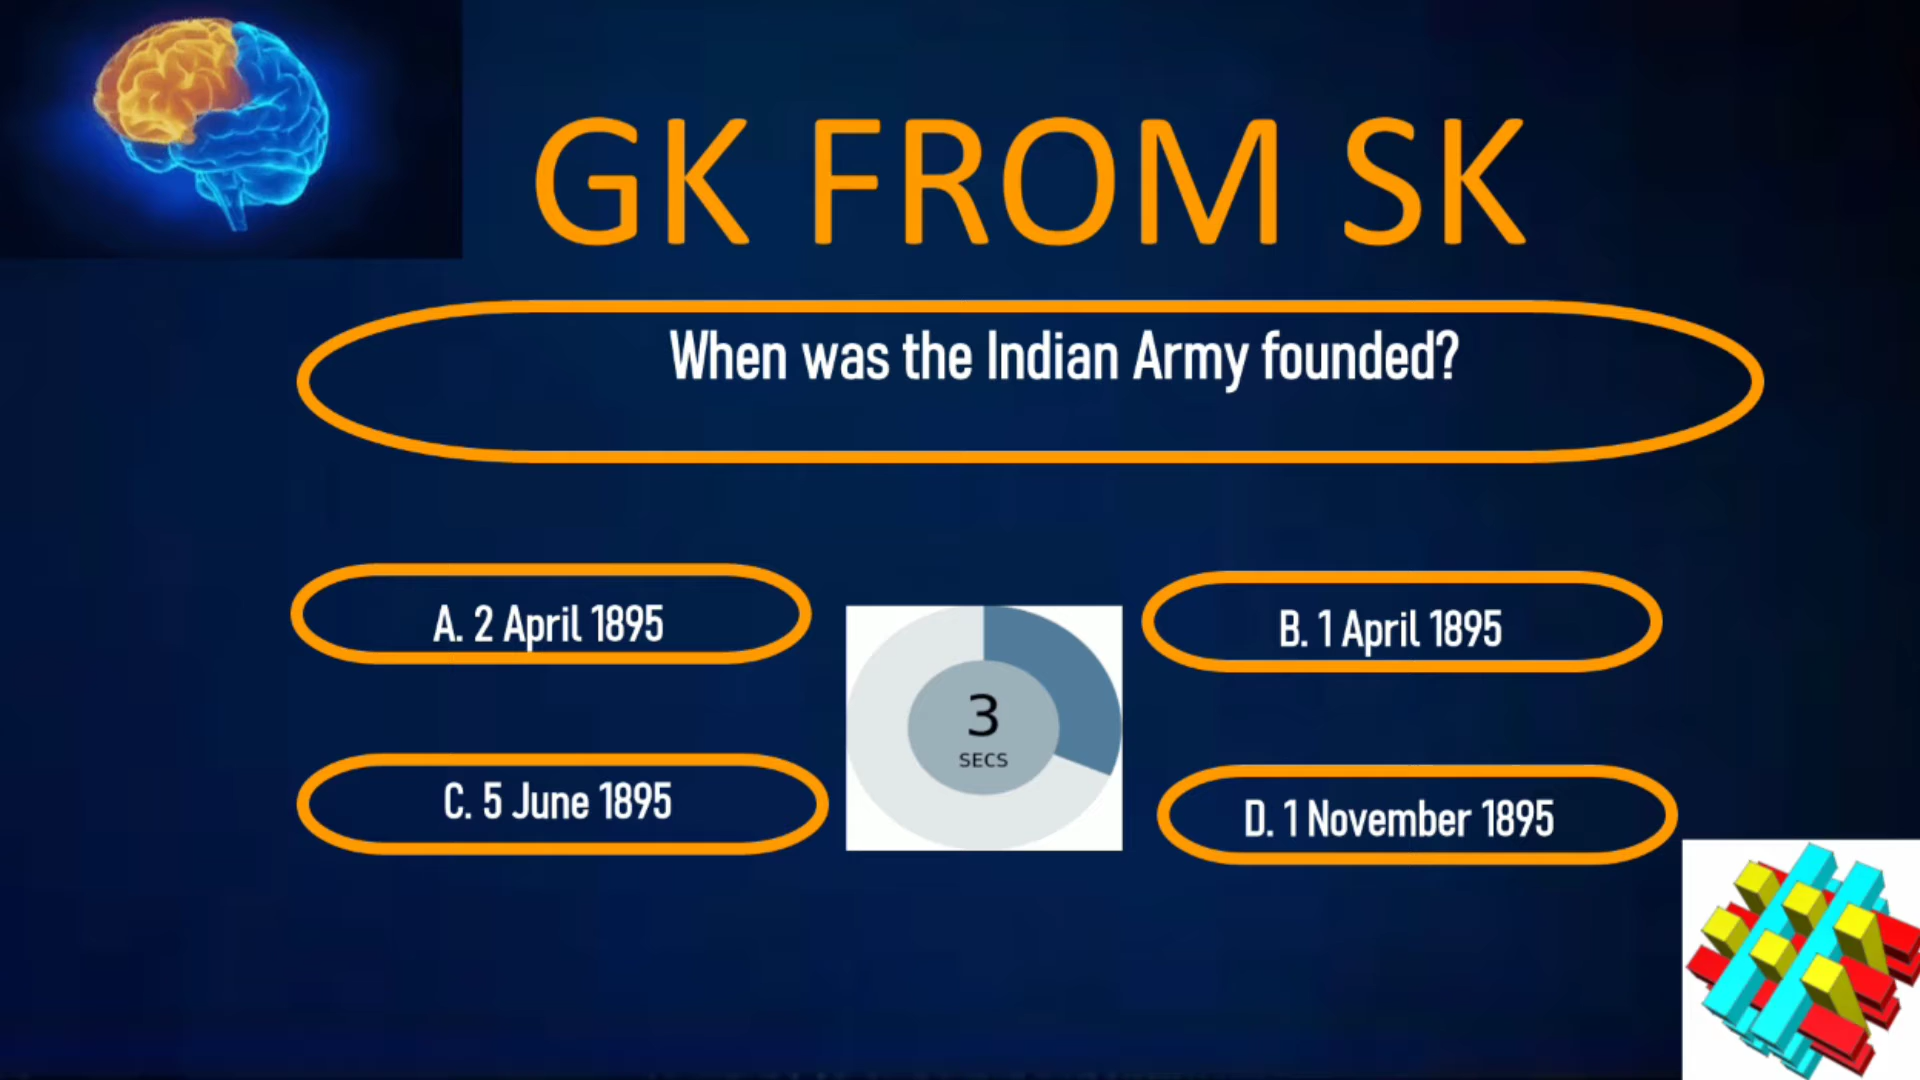 GK FROM SK
When was the Indian Army founded?
A. 2 April 1895
B. 1 April 1895
3
SECS
C. 5 June 1895
D. 1 November 1895